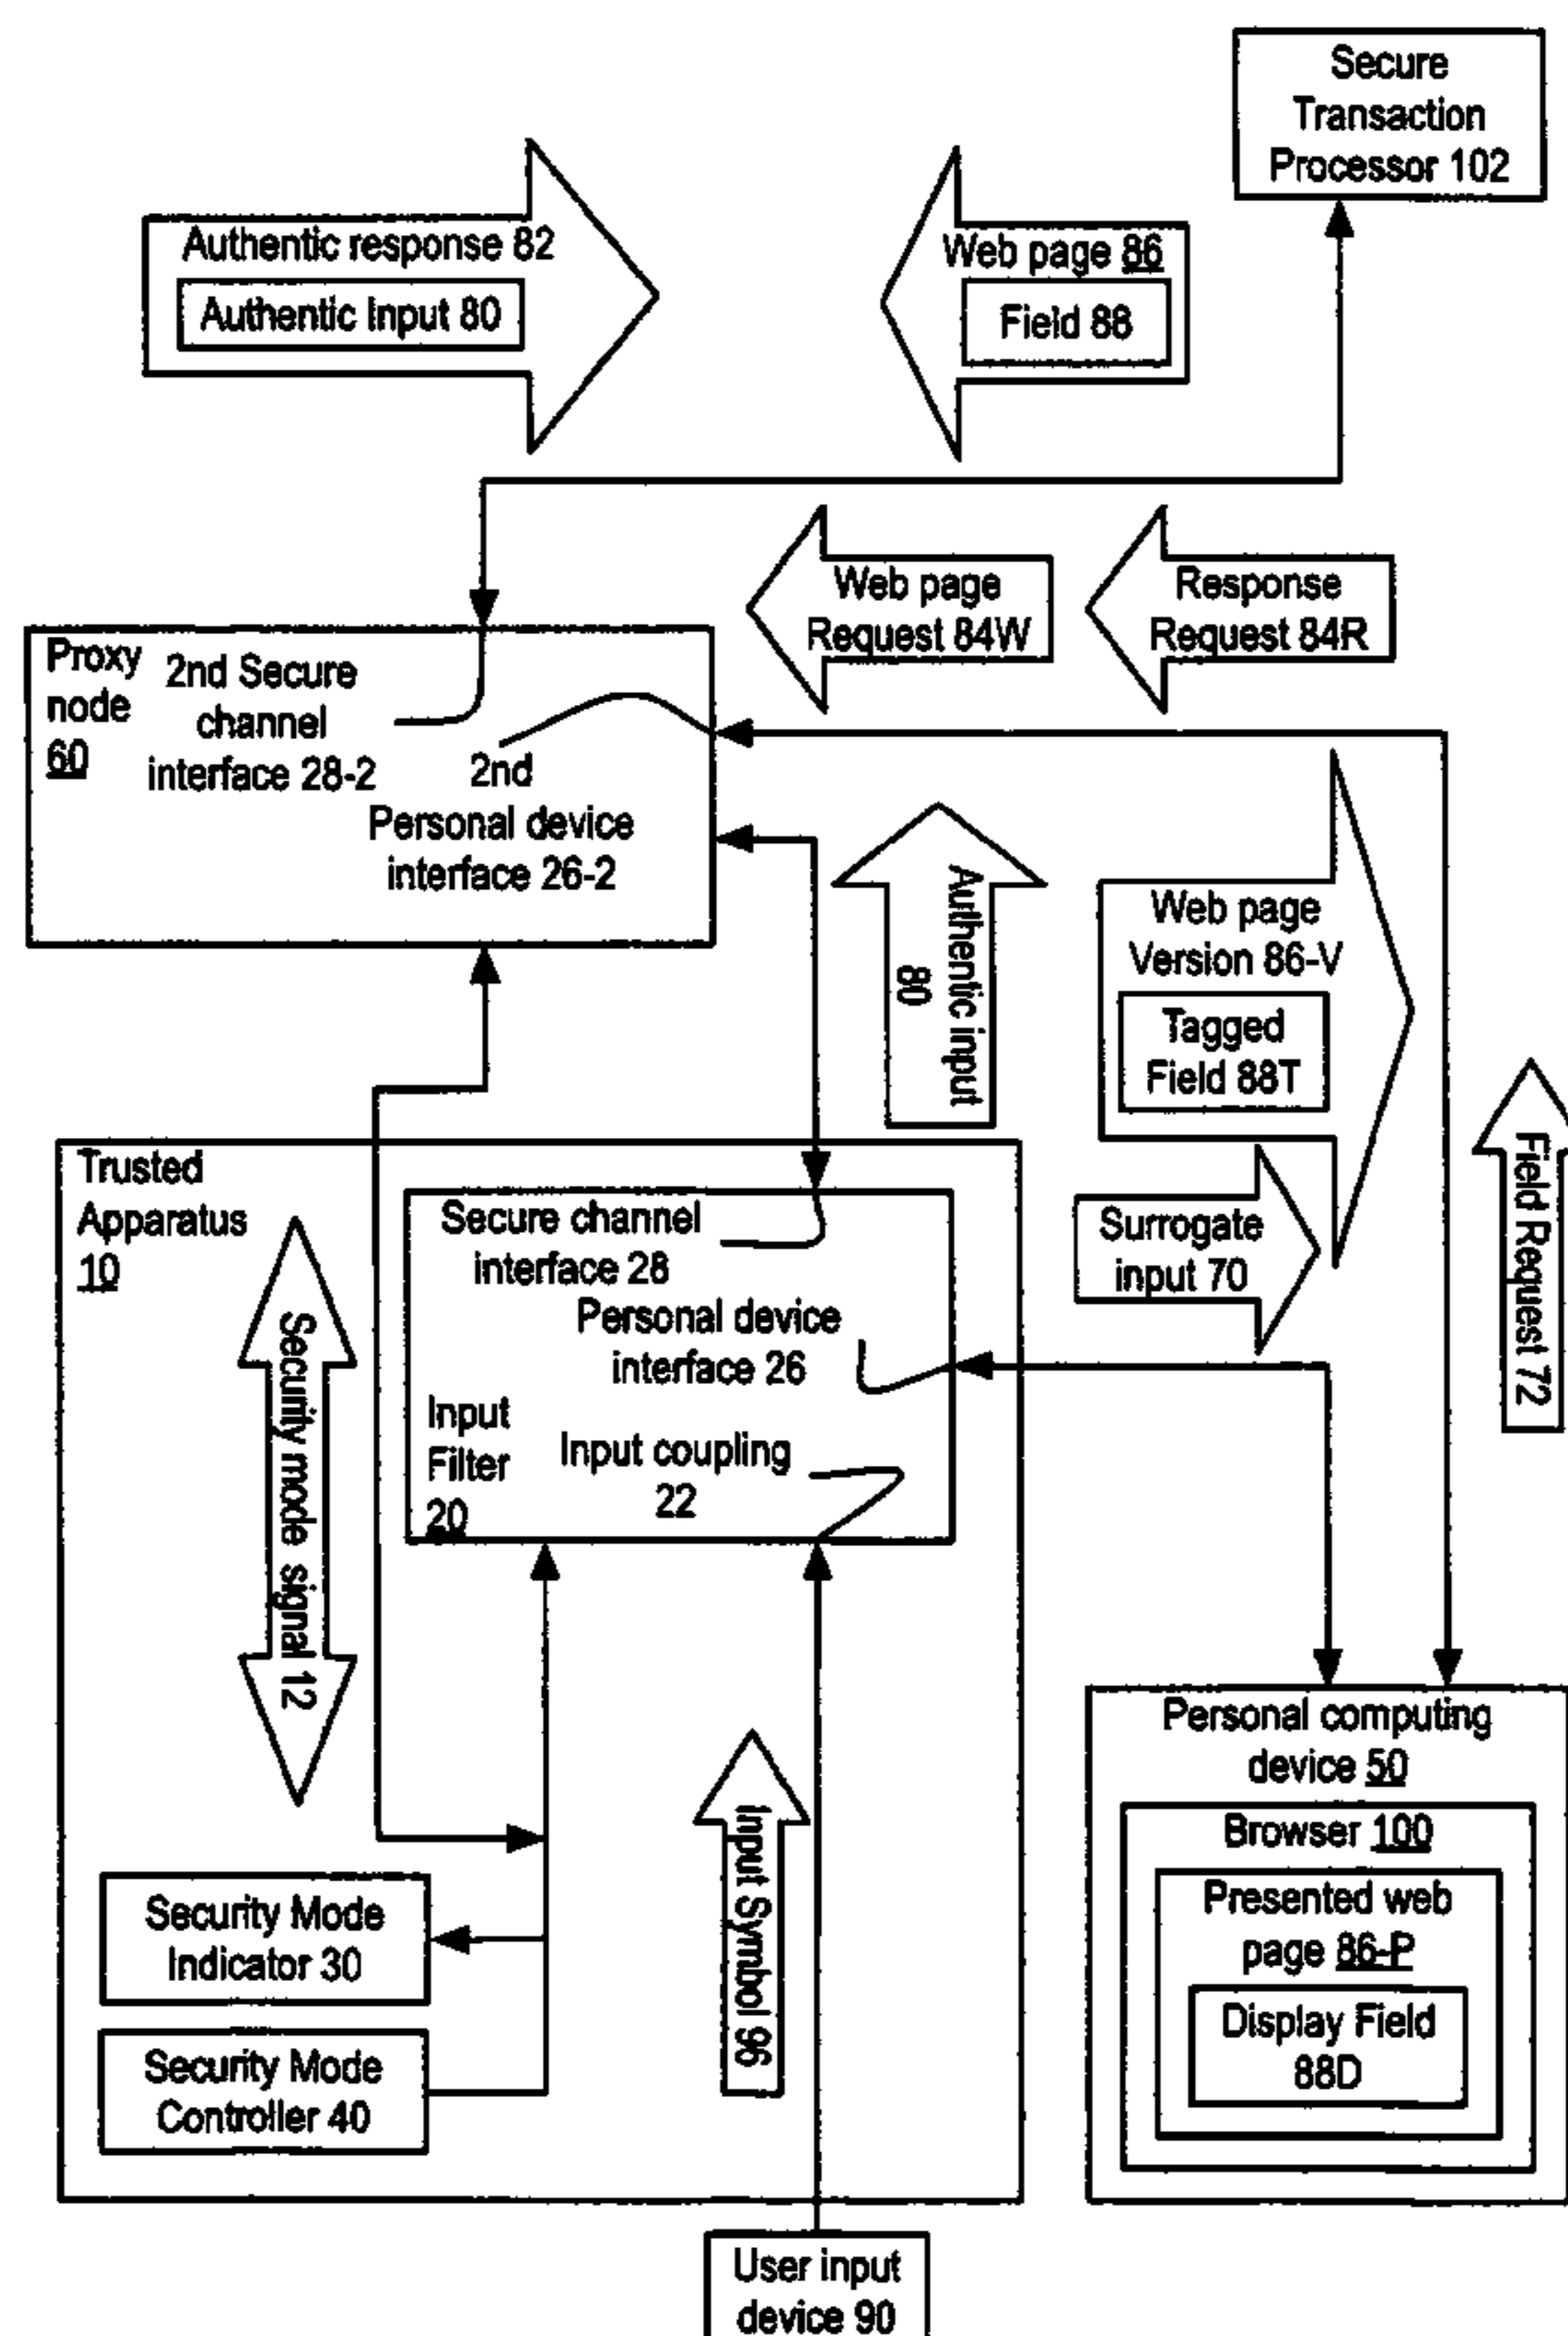 Secure
Transaction
Processor 102
Authentic response 82
Authentic Input 80
Web page 86
Field 88
Web page
Request 84W
Response
Request 84R
Proxy
node
60
2nd Secure
channel
interface 28-2
2nd
Personal device
interface 26-2
Authentic input
80
Web page
Version 86-V
Tagged
Field 88T
Field Request 72
Surrogate
input 70
Trusted
Apparatus
10
Security mode signal 12
Secure channel
interface 28
Personal device
interface 26
Input
Filter
20
Input coupling
22
Input Symbol 96
Security Mode
Indicator 30
Security Mode
Controller 40
Personal computing
device 50
Browser 100
Presented web
page 86-P
Display Field
88D
User input
device 90